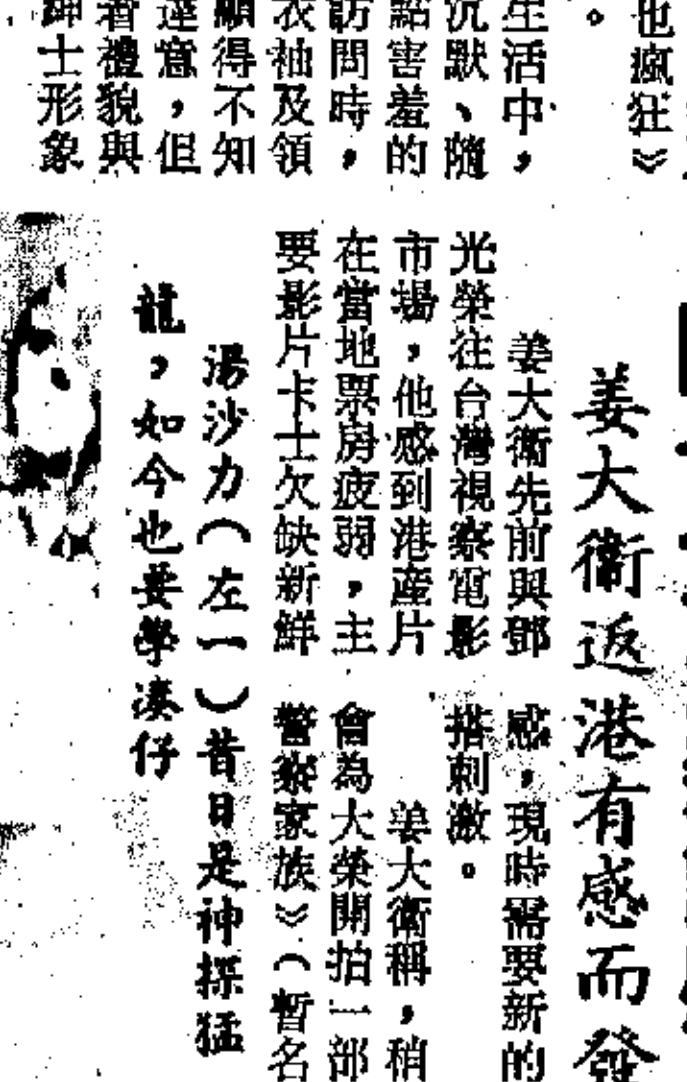 也瘋狂》
。
生活中，
沉默、隨
點害羞的
訪問時，
衣袖及領
顯得不知
達意，但
着禮貌與
紳士形象
姜大衞返港有感而發
姜大衞先前與鄧
光榮往台灣視察電影
市場，他感到港產片
在當地票房疲弱，主
要影片卡士欠缺新鮮
感，現時需要新的
搭刺激。
姜大衞稱，稍
會為大榮開拍一部
警察家族》（暫名
湯沙力（左一）昔日是神探猛
龍，如今也要學湊仔